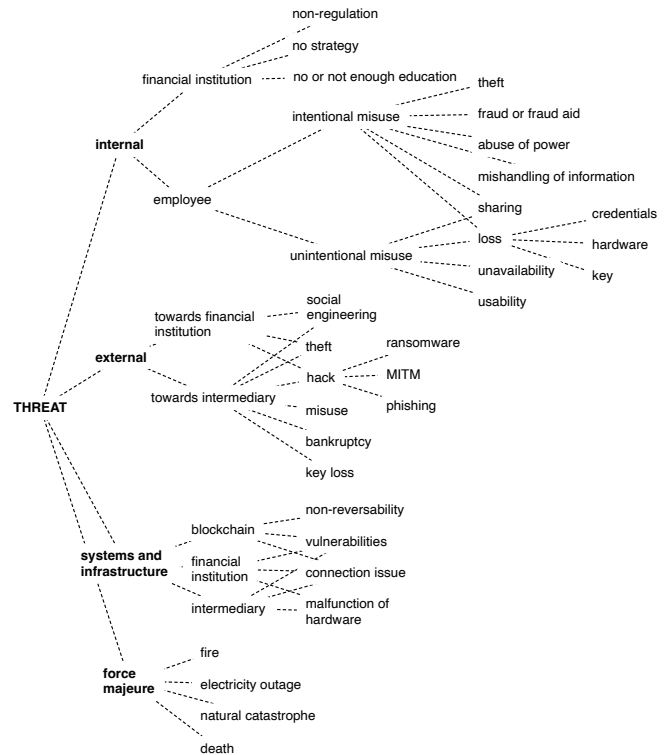 non-regulation
no strategy
financial institution
no or not enough education
theft
intentional misuse
fraud or fraud aid
internal
abuse of power
mishandling of information
employee
sharing
credentials
loss
hardware
unintentional misuse
unavailability
key
usability
social
engineering
towards financial
institution
theft
ransomware
external
hack
MITM
towards intermediary
misuse
phishing
THREAT
bankruptcy
key loss
non-reversability
blockchain
vulnerabilities
systems and
infrastructure
financial
institution
connection issue
intermediary
malfunction of
hardware
fire
force
majeure
electricity outage
natural catastrophe
death